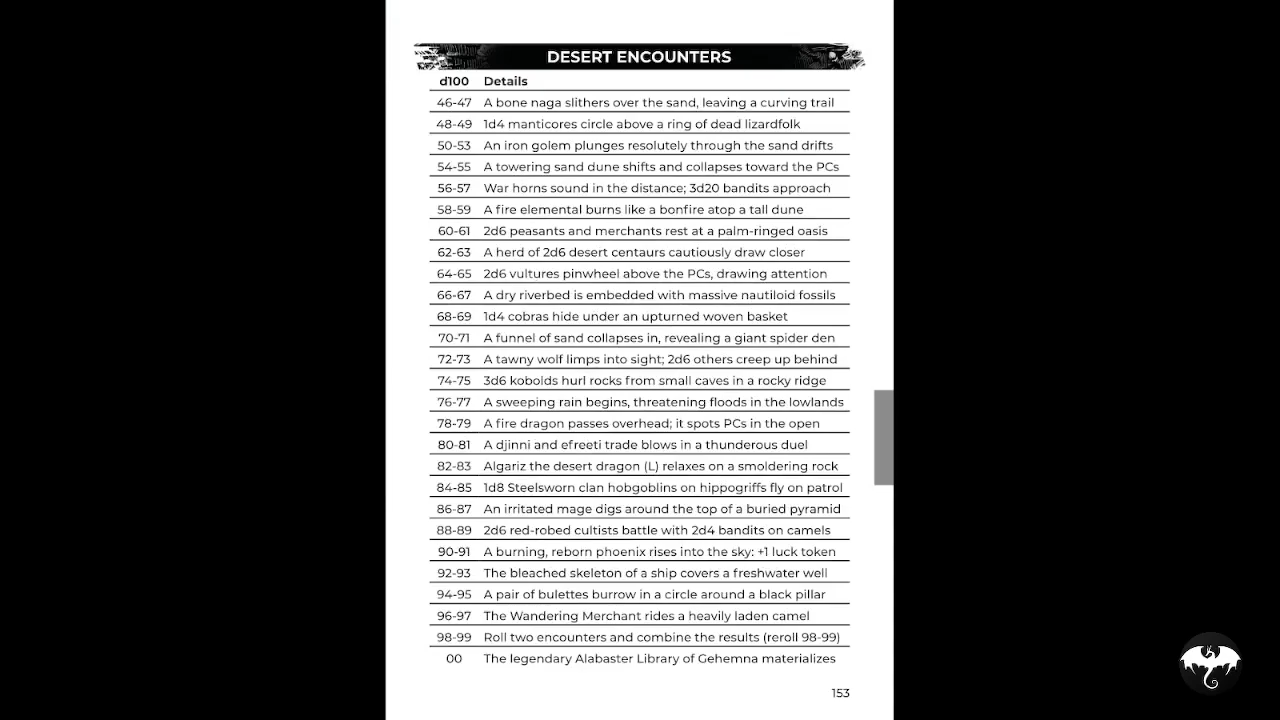 DESERT ENCOUNTERS
d100 Details
46-47 A bone naga slithers over the sand, leaving a curving trail
48-49 1d4 manticores circle above a ring of dead lizardfolk
50-53 An iron golem plunges resolutely through the sand drifts
54-55 A towering sand dune shifts and collapses toward the PCs
56-57 War horns sound in the distance; 3d20 bandits approach
58-59 A fire elemental burns like a bonfire atop a tall dune
60-61 2d6 peasants and merchants rest at a palm-ringed oasis
62-63 A herd of 2d6 desert centaurs cautiously draw closer
64-65 2d6 vultures pinwheel above the PCs, drawing attention
66-67 A dry riverbed is embedded with massive nautiloid fossils
68-69 1d4 cobras hide under an upturned woven basket
70-71 A funnel of sand collapses in, revealing a giant spider den
72-73 A tawny wolf limps into sight; 2d6 others creep up behind
74-75 3d6 kobolds hurl rocks from small caves in a rocky ridge
76-77 A sweeping rain begins, threatening floods in the lowlands
78-79 A fire dragon passes overhead; it spots PCs in the open
80-81 A djinni and efreeti trade blows in a thunderous duel
82-83 Algariz the desert dragon (L) relaxes on a smoldering rock
84-85 1d8 Steelsworn clan hobgoblins on hippogriffs fly on patrol
86-87 An irritated mage digs around the top of a buried pyramid
88-89 2d6 red-robed cultists battle with 2d4 bandits on camels
90-91 A burning, reborn phoenix rises into the sky: +1 luck token
92-93 The bleached skeleton of a ship covers a freshwater well
94-95 A pair of bulettes burrow in a circle around a black pillar
96-97 The Wandering Merchant rides a heavily laden camel
98-99 Roll two encounters and combine the results (reroll 98-99)
00 The legendary Alabaster Library of Gehemna materializes
153